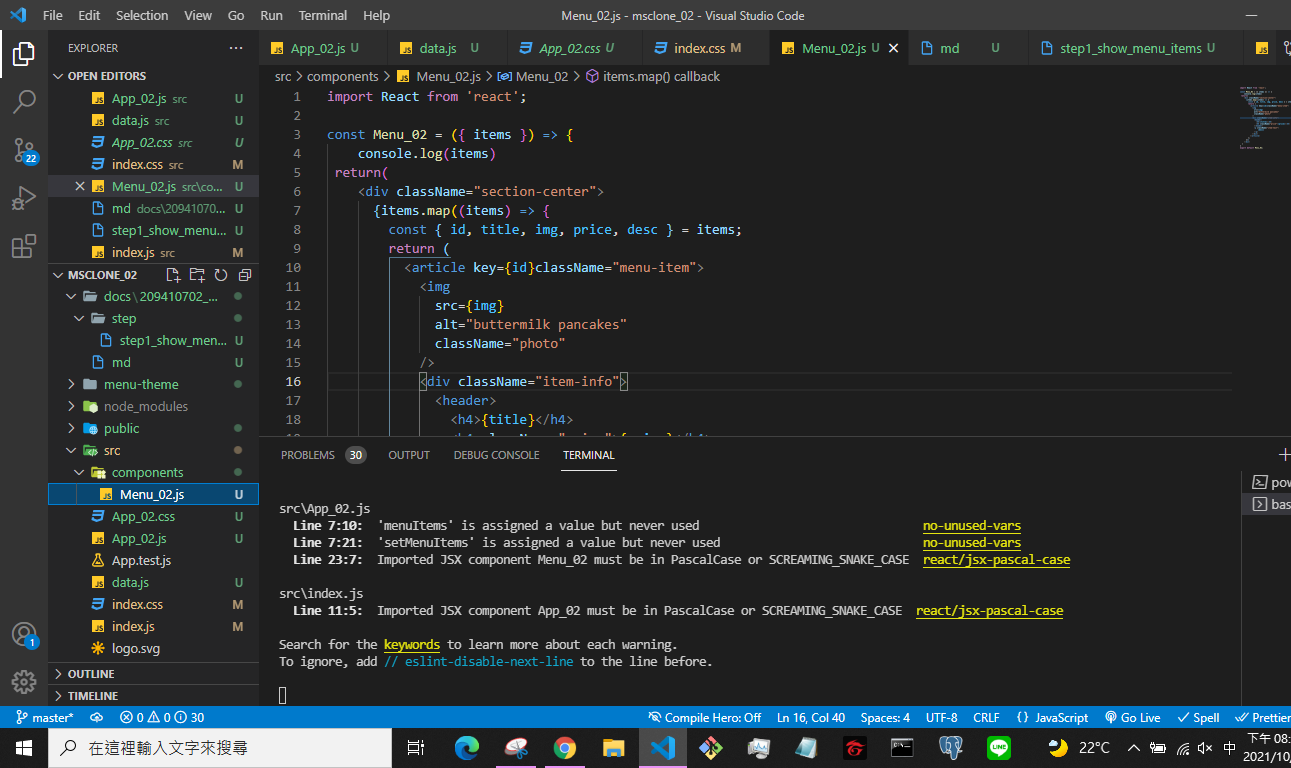 File Edit Selection View Go Run Terminal Help Menu_02.js - msclone_02 - Visual Studio Code
EXPLORER
OPEN EDITORS
App_02.js src U
data.js src U
App_02.css src U
index.css src M
Menu_02.js src\co... U
md docs\20941070... U
step1_show_menu... U
index.js src M
MSCLONE_02
docs \ 209410702_...
step
step1_show_men... U
md U
menu-theme
node_modules
public
src
components
Menu_02.js U
App_02.css U
App_02.js U
App.test.js
data.js U
index.css M
index.js M
logo.svg
OUTLINE
TIMELINE
22
1
App_02.js U data.js U App_02.css U index.css M Menu_02.js U md U step1_show_menu_items U
src > components > Menu_02.js > Menu_02 > items.map() callback
1 import React from 'react';
2
3 const Menu_02 = ({ items }) => {
4 console.log(items)
5 return(
6 <div className="section-center">
7 {items.map((items) => {
8 const { id, title, img, price, desc } = items;
9 return (
10 <article key={id}className="menu-item">
11 <img
12 src={img}
13 alt="buttermilk pancakes"
14 className="photo"
15 />
16 <div className="item-info">
17 <header>
18 <h4>{title}</h4>
PROBLEMS 30 OUTPUT DEBUG CONSOLE TERMINAL
pow
bas
src\App_02.js
Line 7:10: 'menuItems' is assigned a value but never used no-unused-vars
Line 7:21: 'setMenuItems' is assigned a value but never used no-unused-vars
Line 23:7: Imported JSX component Menu_02 must be in PascalCase or SCREAMING_SNAKE_CASE react/jsx-pascal-case
src\index.js
Line 11:5: Imported JSX component App_02 must be in PascalCase or SCREAMING_SNAKE_CASE react/jsx-pascal-case
Search for the keywords to learn more about each warning.
To ignore, add // eslint-disable-next-line to the line before.
master* 0 0 30 Compile Hero: Off Ln 16, Col 40 Spaces: 4 UTF-8 CRLF JavaScript Go Live Spell Prettier
在這裡輸入文字來搜尋 22°C 中 下午 08:
2021/10/